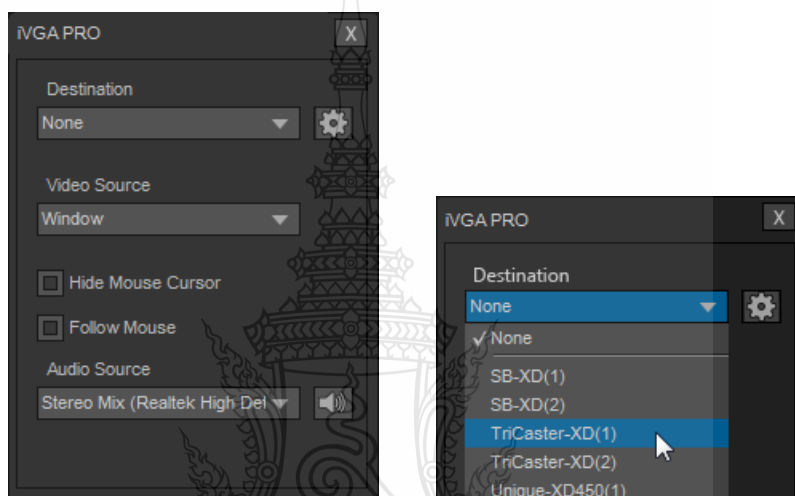 iVGA PRO
X
Destination
None
Video Source
Window
Hide Mouse Cursor
Follow Mouse
Audio Source
Stereo Mix (Realtek High Def
iVGA PRO
X
Destination
None
✓ None
SB-XD(1)
SB-XD(2)
TriCaster-XD(1)
TriCaster-XD(2)
Unique-XD450(1)